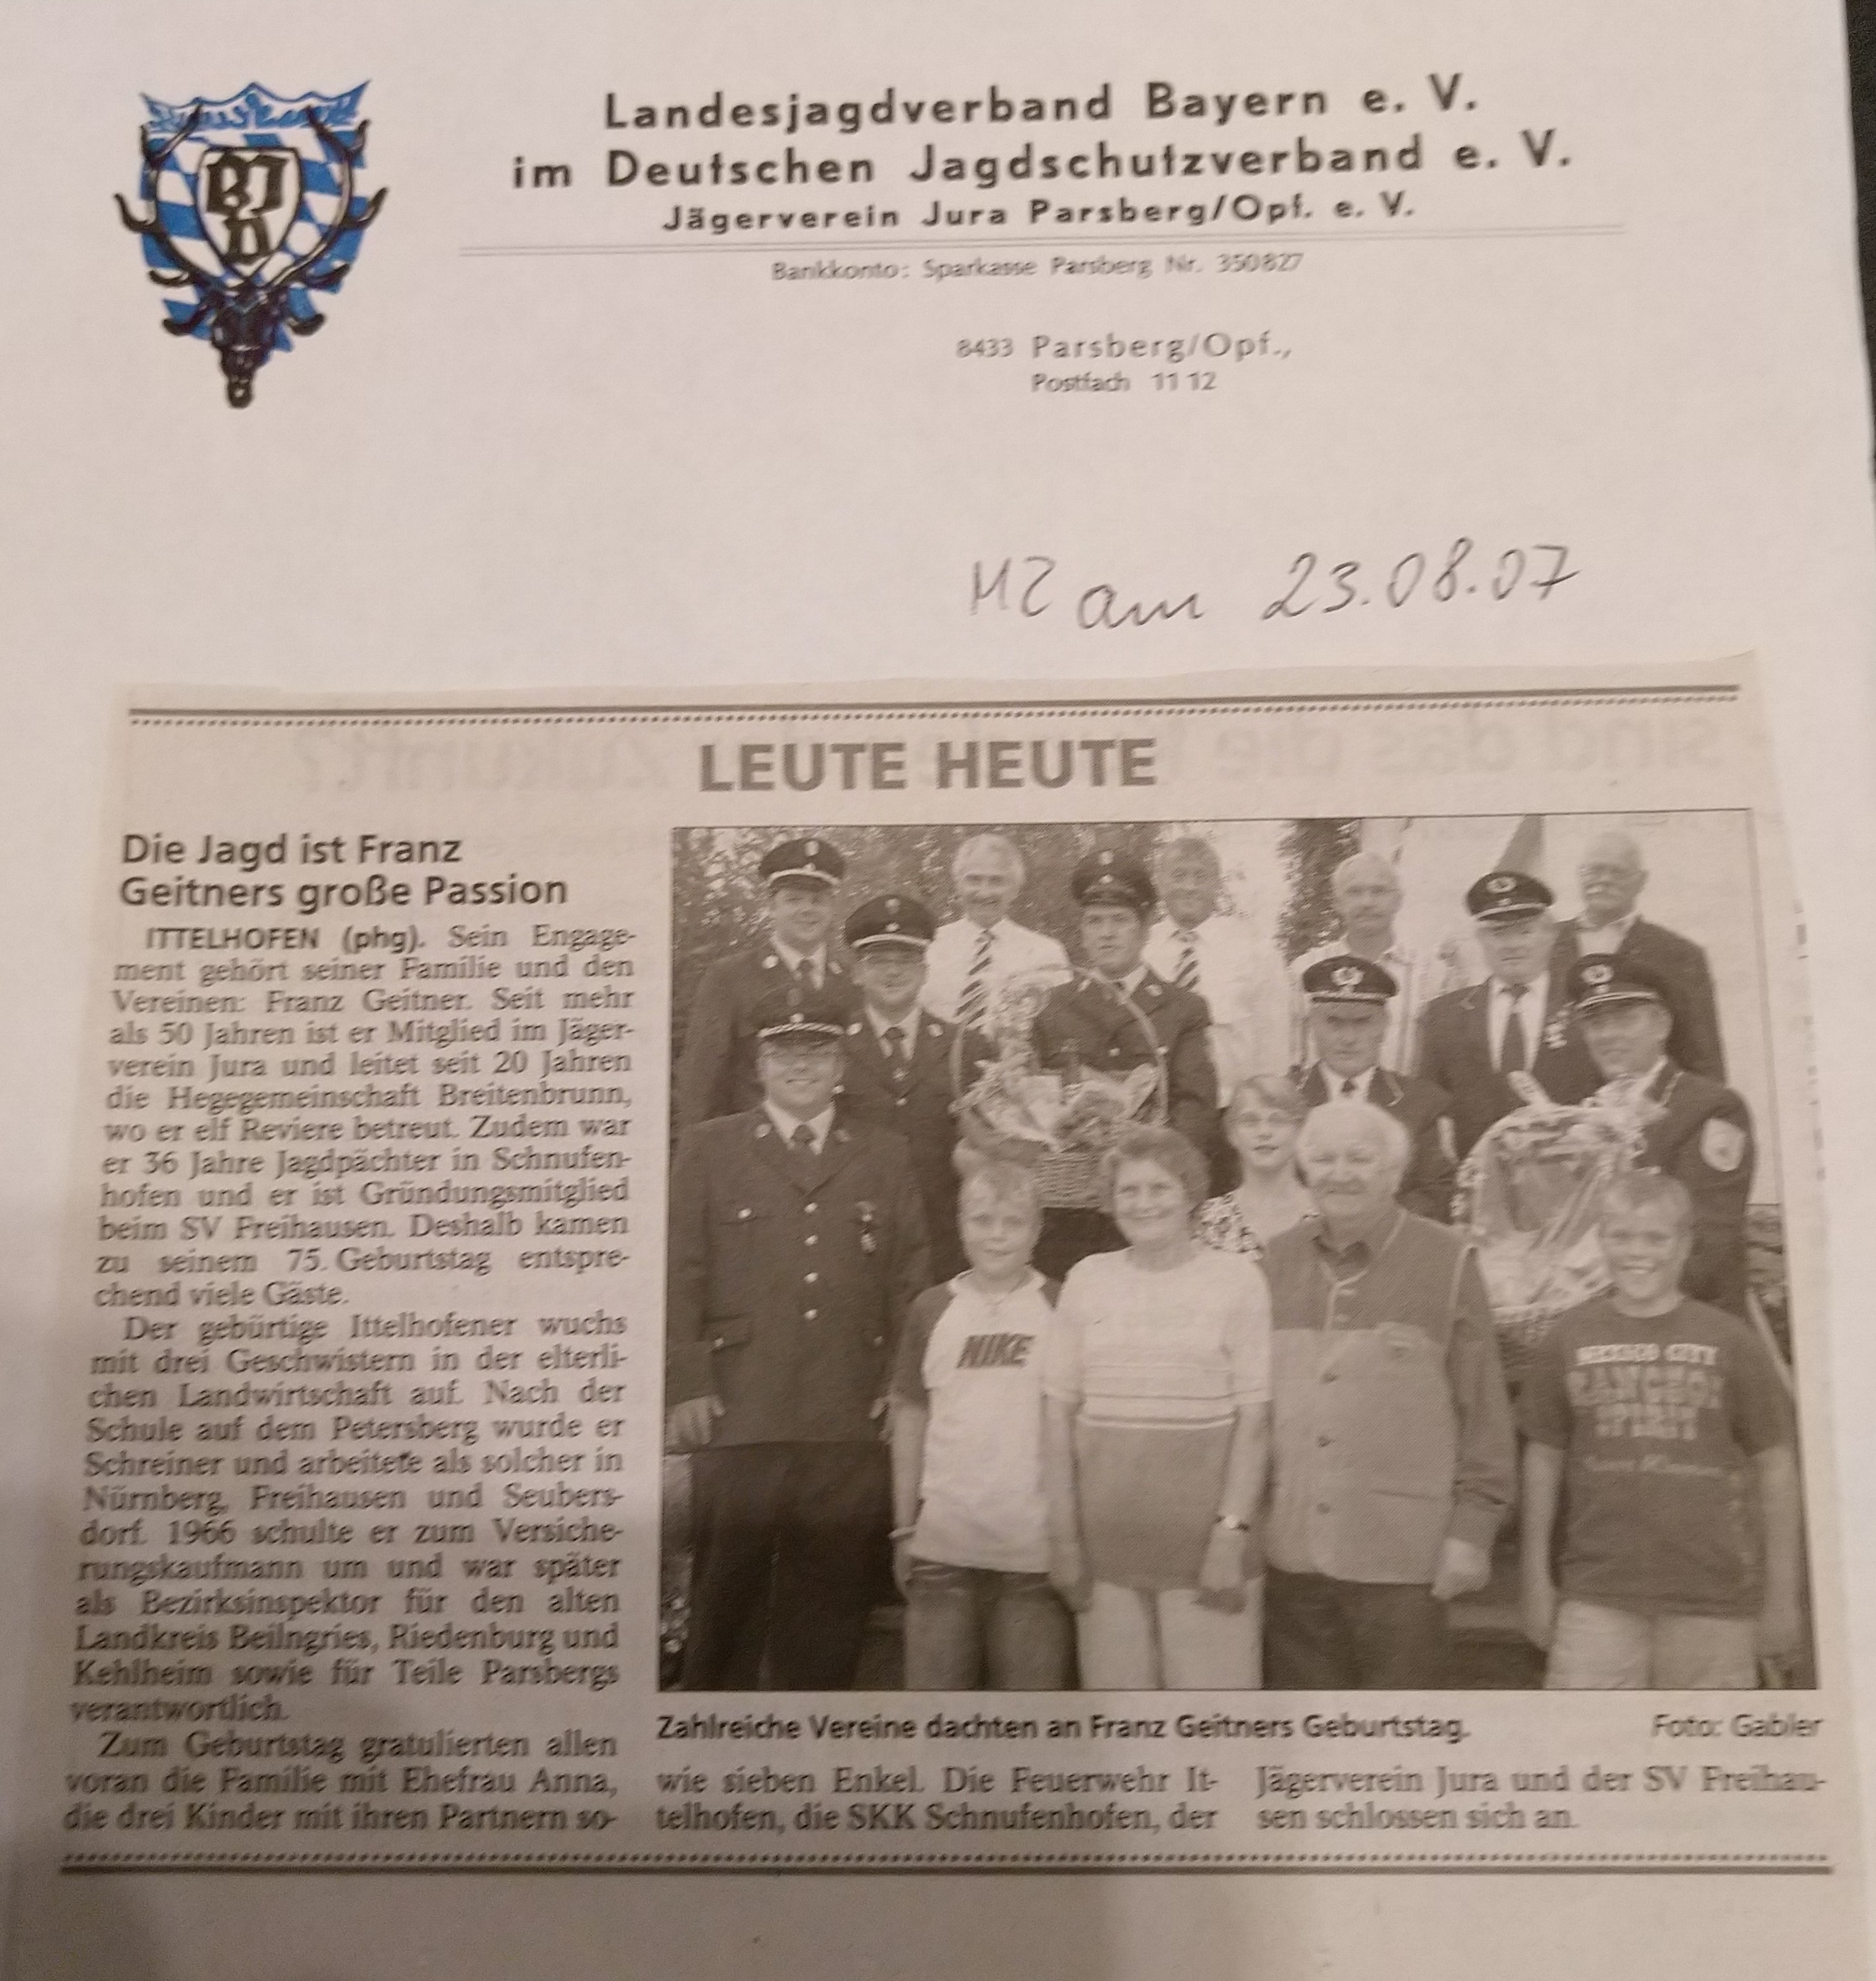 BJ
D
Landesjagdverband Bayern e. V.
im Deutschen Jagdschutzverband e. V.
Jägerverein Jura Parsberg/Opf. e. V.
Bankkonto: Sparkasse Parsberg Nr. 350827
8433 Parsberg/Opf.,
Postfach 11 12
MZ am 23.08.07
LEUTE HEUTE
Die Jagd ist Franz
Geitners große Passion
ITTELHOFEN (phg). Sein Engage-
ment gehört seiner Familie und den
Vereinen: Franz Geitner. Seit mehr
als 50 Jahren ist er Mitglied im Jäger-
verein Jura und leitet seit 20 Jahren
die Hegegemeinschaft Breitenbrunn,
wo er elf Reviere betreut. Zudem war
er 36 Jahre Jagdpächter in Schnufen-
hofen und er ist Gründungsmitglied
beim SV Freihausen. Deshalb kamen
zu seinem 75. Geburtstag entspre-
chend viele Gäste.
Der gebürtige Ittelhofener wuchs
mit drei Geschwistern in der elterli-
chen Landwirtschaft auf. Nach der
Schule auf dem Petersberg wurde er
Schreiner und arbeitete als solcher in
Nürnberg, Freihausen und Seubers-
dorf. 1966 schulte er zum Versiche-
rungskaufmann um und war später
als Bezirksinspektor für den alten
Landkreis Beilngries, Riedenburg und
Kehlheim sowie für Teile Parsbergs
verantwortlich.
Zum Geburtstag gratulierten allen
voran die Familie mit Ehefrau Anna,
die drei Kinder mit ihren Partnern so-
NIKE
MEXICO CITY
Zahlreiche Vereine dachten an Franz Geitners Geburtstag. Foto: Gabler
wie sieben Enkel. Die Feuerwehr It-
telhofen, die SKK Schnufenhofen, der
Jägerverein Jura und der SV Freihau-
sen schlossen sich an.